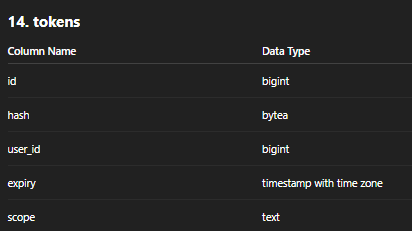 14. tokens
Column Name Data Type
id bigint
hash bytea
user_id bigint
expiry timestamp with time zone
scope text